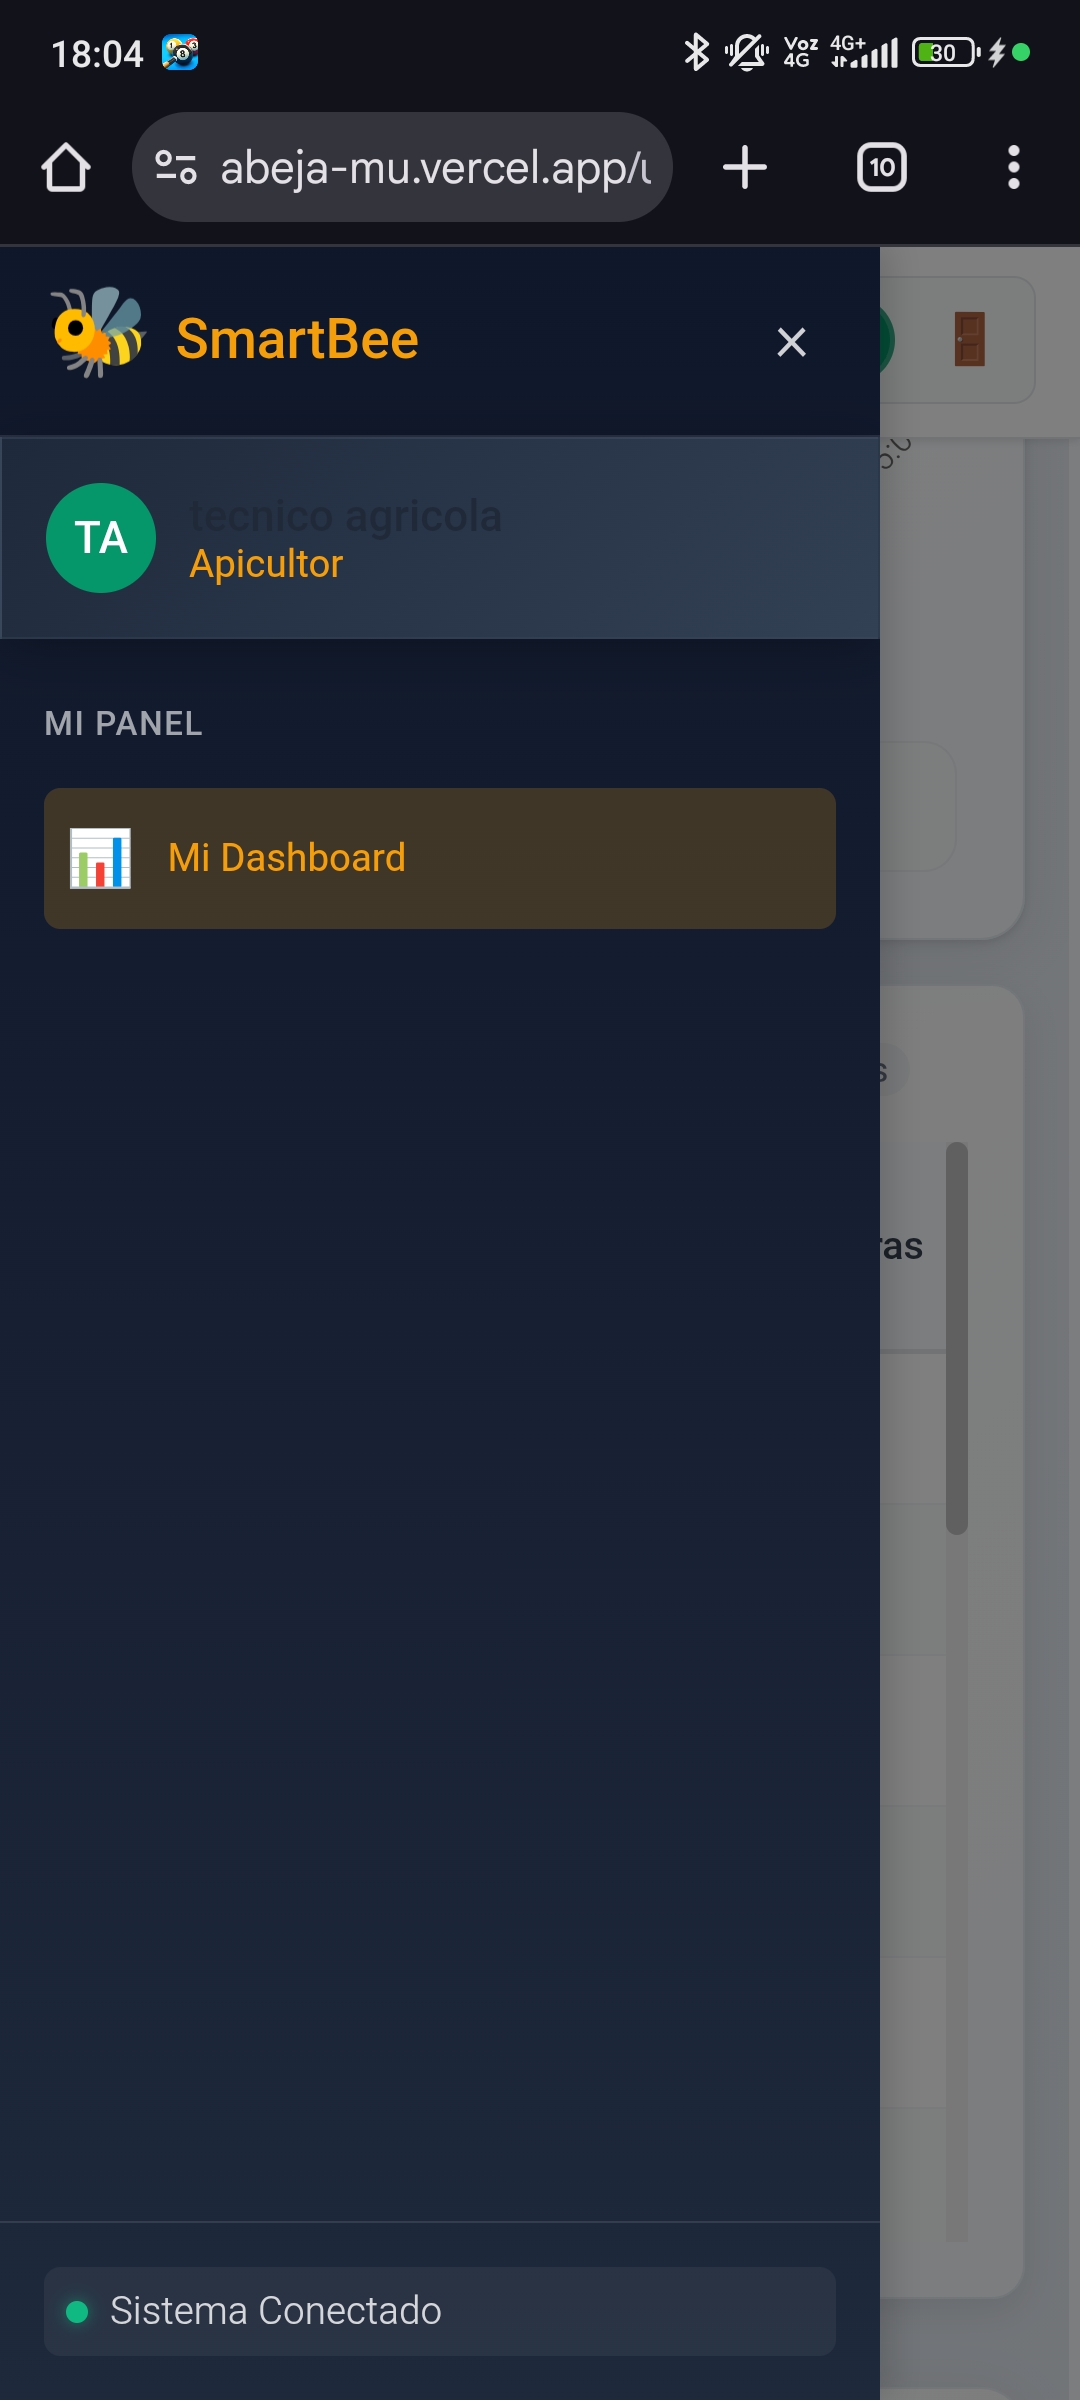 18:04
Voz
4G
4G+
30
abeja-mu.vercel.app/
10
SmartBee
×
TA
tecnico agricola
Apicultor
MI PANEL
Mi Dashboard
s
ras
Sistema Conectado